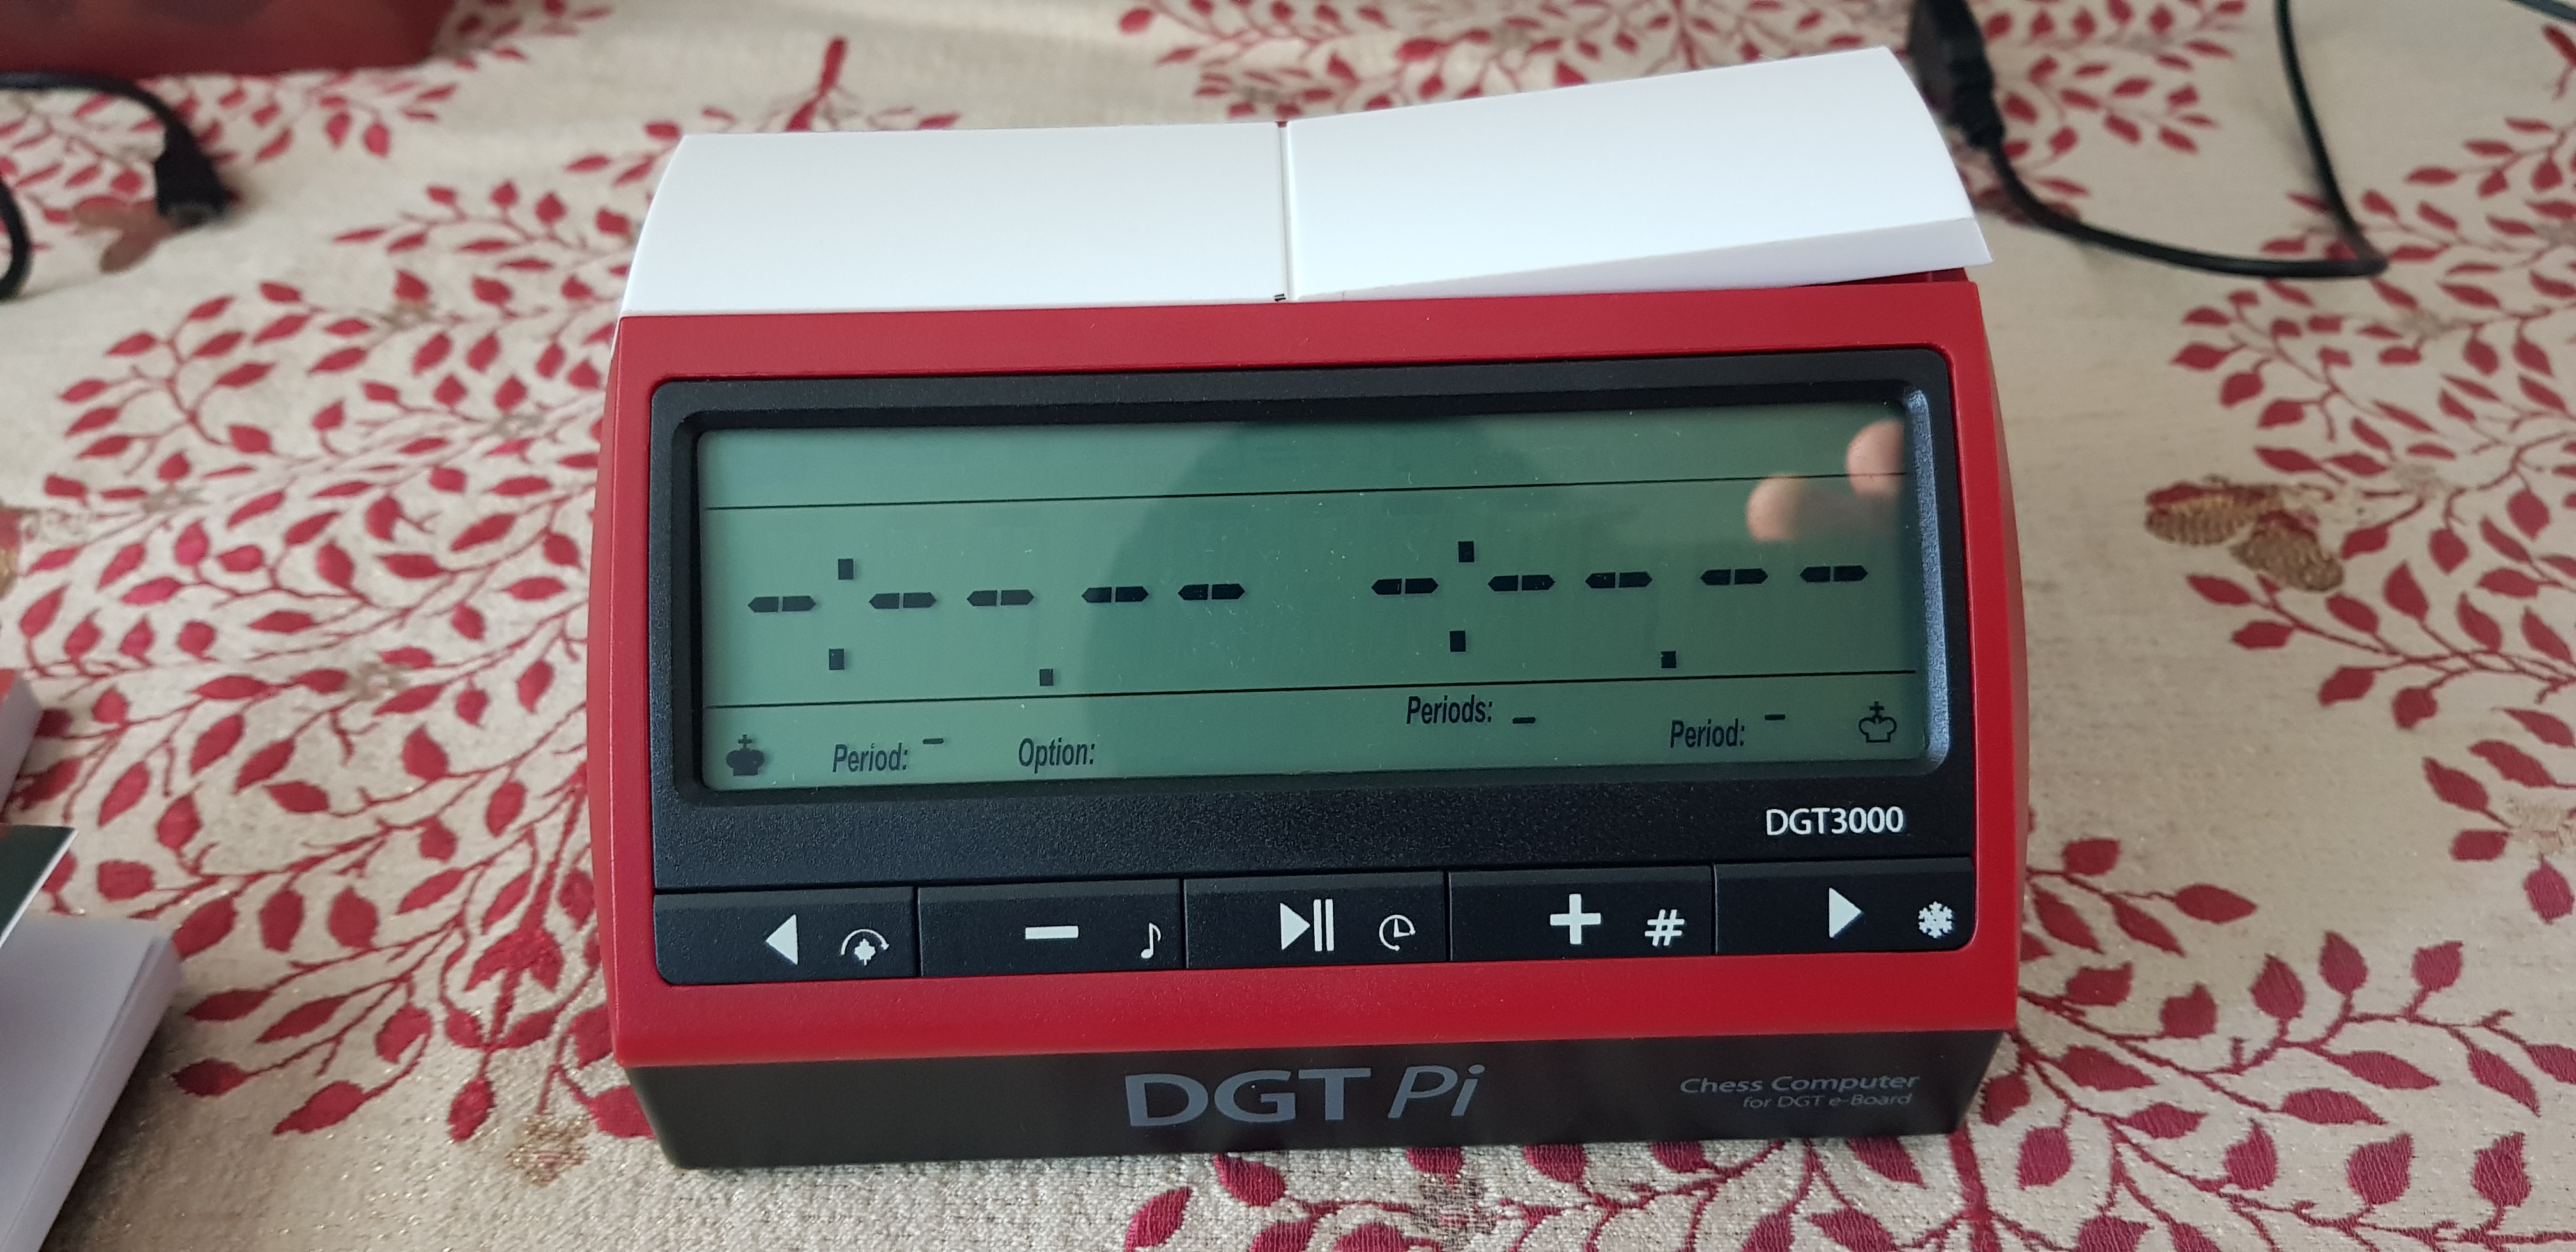 -:-- -- -:-- --
Periods: -
Period: - Option: Period: -
DGT3000
#
DGT Pi
Chess Computer
for DGT e-Board